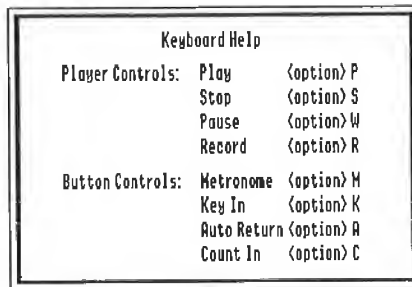 Keyboard Help
Player Controls: Play <option> P
Stop <option> S
Pause <option> W
Record <option> R
Button Controls: Metronome <option> M
Key In <option> K
Auto Return <option> A
Count In <option> C